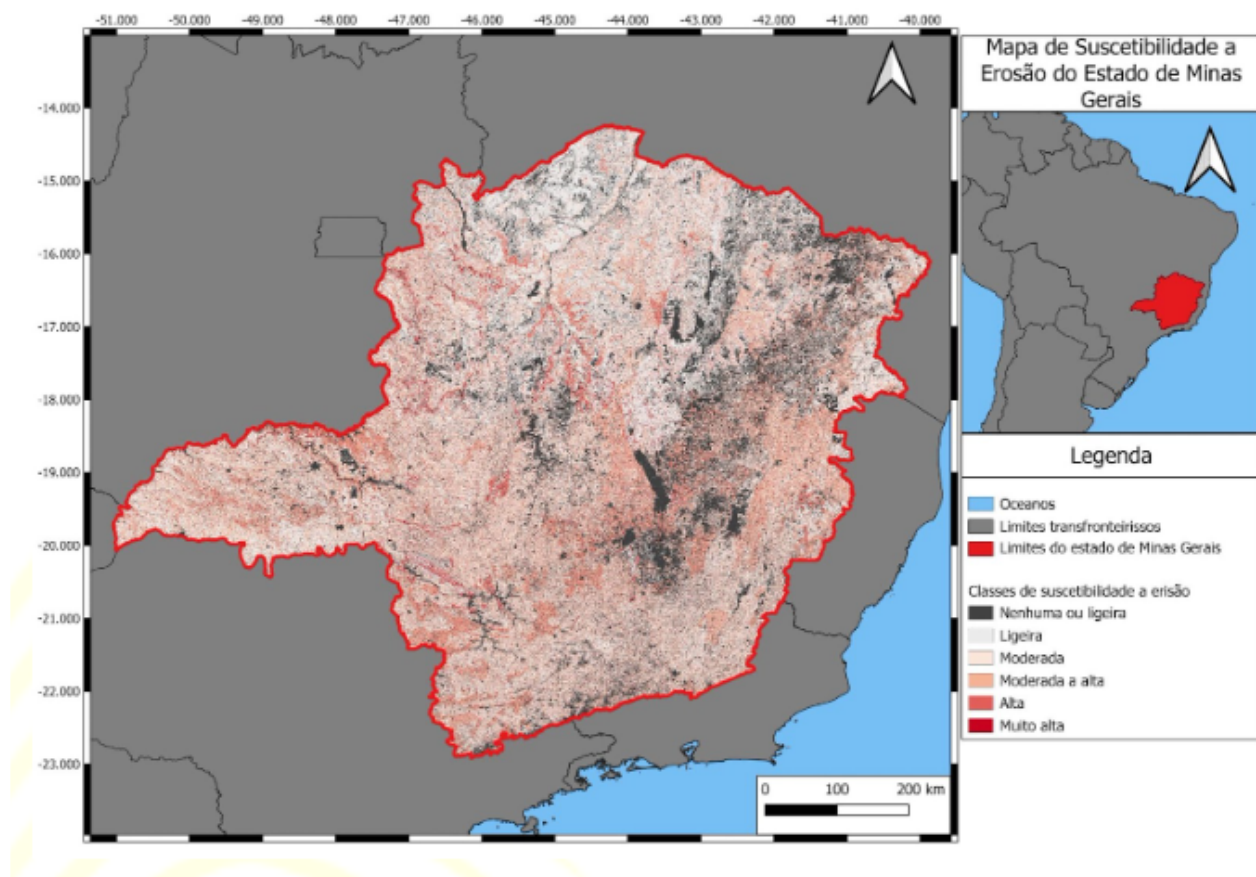 -51.000 -50.000 -49.000 -48.000 -47.000 -46.000 -45.000 -44.000 -43.000 -42.000 -41.000 -40.000
-14.000
-15.000
-16.000
-17.000
-18.000
-19.000
-20.000
-21.000
-22.000
-23.000
0 100 200 km
Mapa de Suscetibilidade a
Erosão do Estado de Minas
Gerais
Legenda
Oceanos
Limites transfronteirissos
Limites do estado de Minas Gerais
Classes de suscetibilidade a erisão
Nenhuma ou ligeira
Ligeira
Moderada
Moderada a alta
Alta
Muito alta